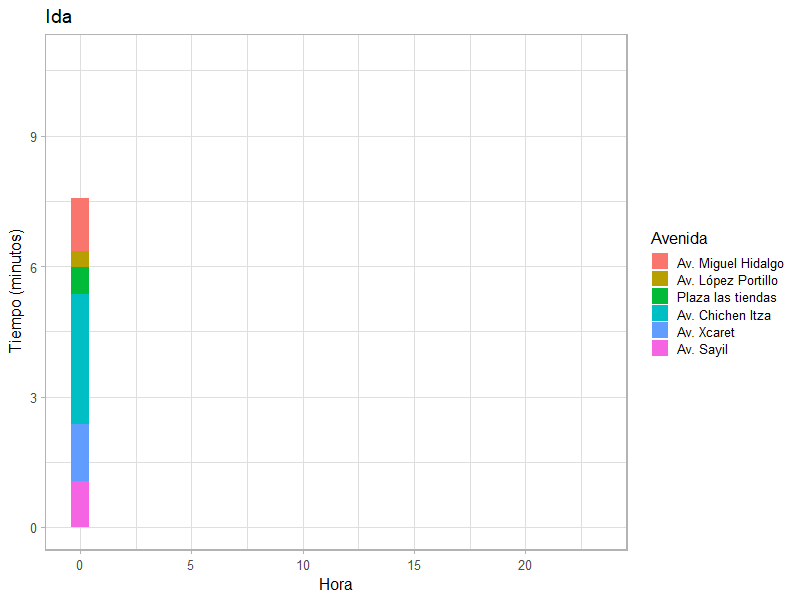 Ida
9
6
3
0
Tiempo (minutos)
0 5 10 15 20
Hora
Avenida
Av. Miguel Hidalgo
Av. López Portillo
Plaza las tiendas
Av. Chichen Itza
Av. Xcaret
Av. Sayil